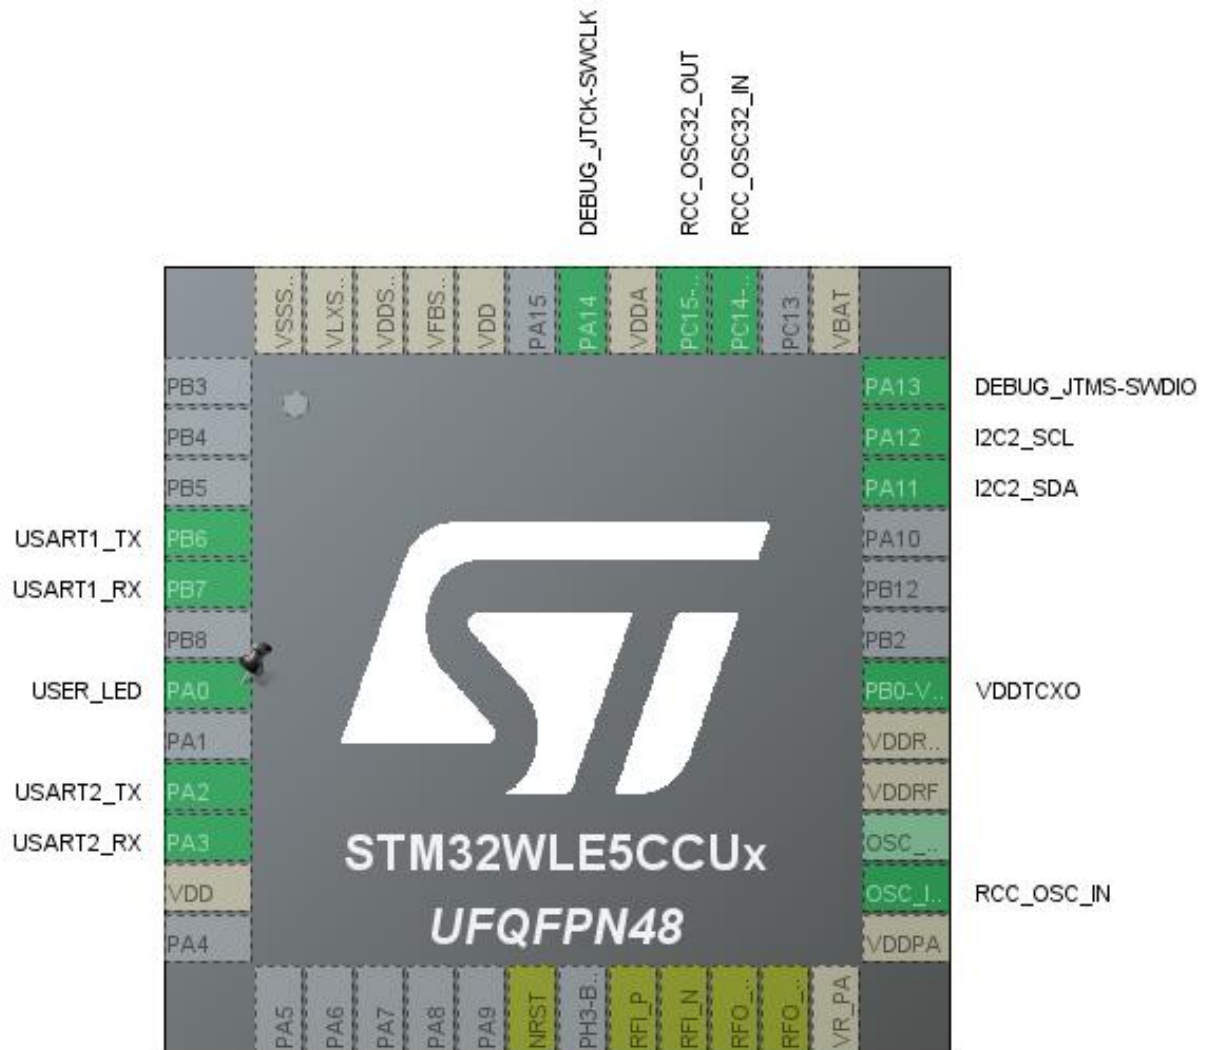 DEBUG_JTCK-SWCLK
RCC_OSC32_OUT
RCC_OSC32_IN
VSSS..
VLXS..
VDDS..
VFBS..
VDD
PA15
PA14
VDDA
PC15-..
PC14-..
PC13
VBAT
PB3
PB4
PB5
USART1_TX PB6
USART1_RX PB7
PB8
USER_LED PA0
PA1
USART2_TX PA2
USART2_RX PA3
VDD
PA4
PA13 DEBUG_JTMS-SWDIO
PA12 I2C2_SCL
PA11 I2C2_SDA
PA10
PB12
PB2
PB0-V.. VDDTCXO
VDDR..
VDDRF
OSC_..
OSC_I.. RCC_OSC_IN
VDDPA
STM32WLE5CCUx
UFQFPN48
PA5
PA6
PA7
PA8
PA9
NRST
PH3-B..
RFI_P
RFI_N
RFO_..
RFO_..
VR_PA